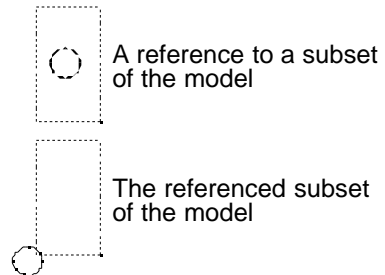 A reference to a subset
of the model
The referenced subset
of the model